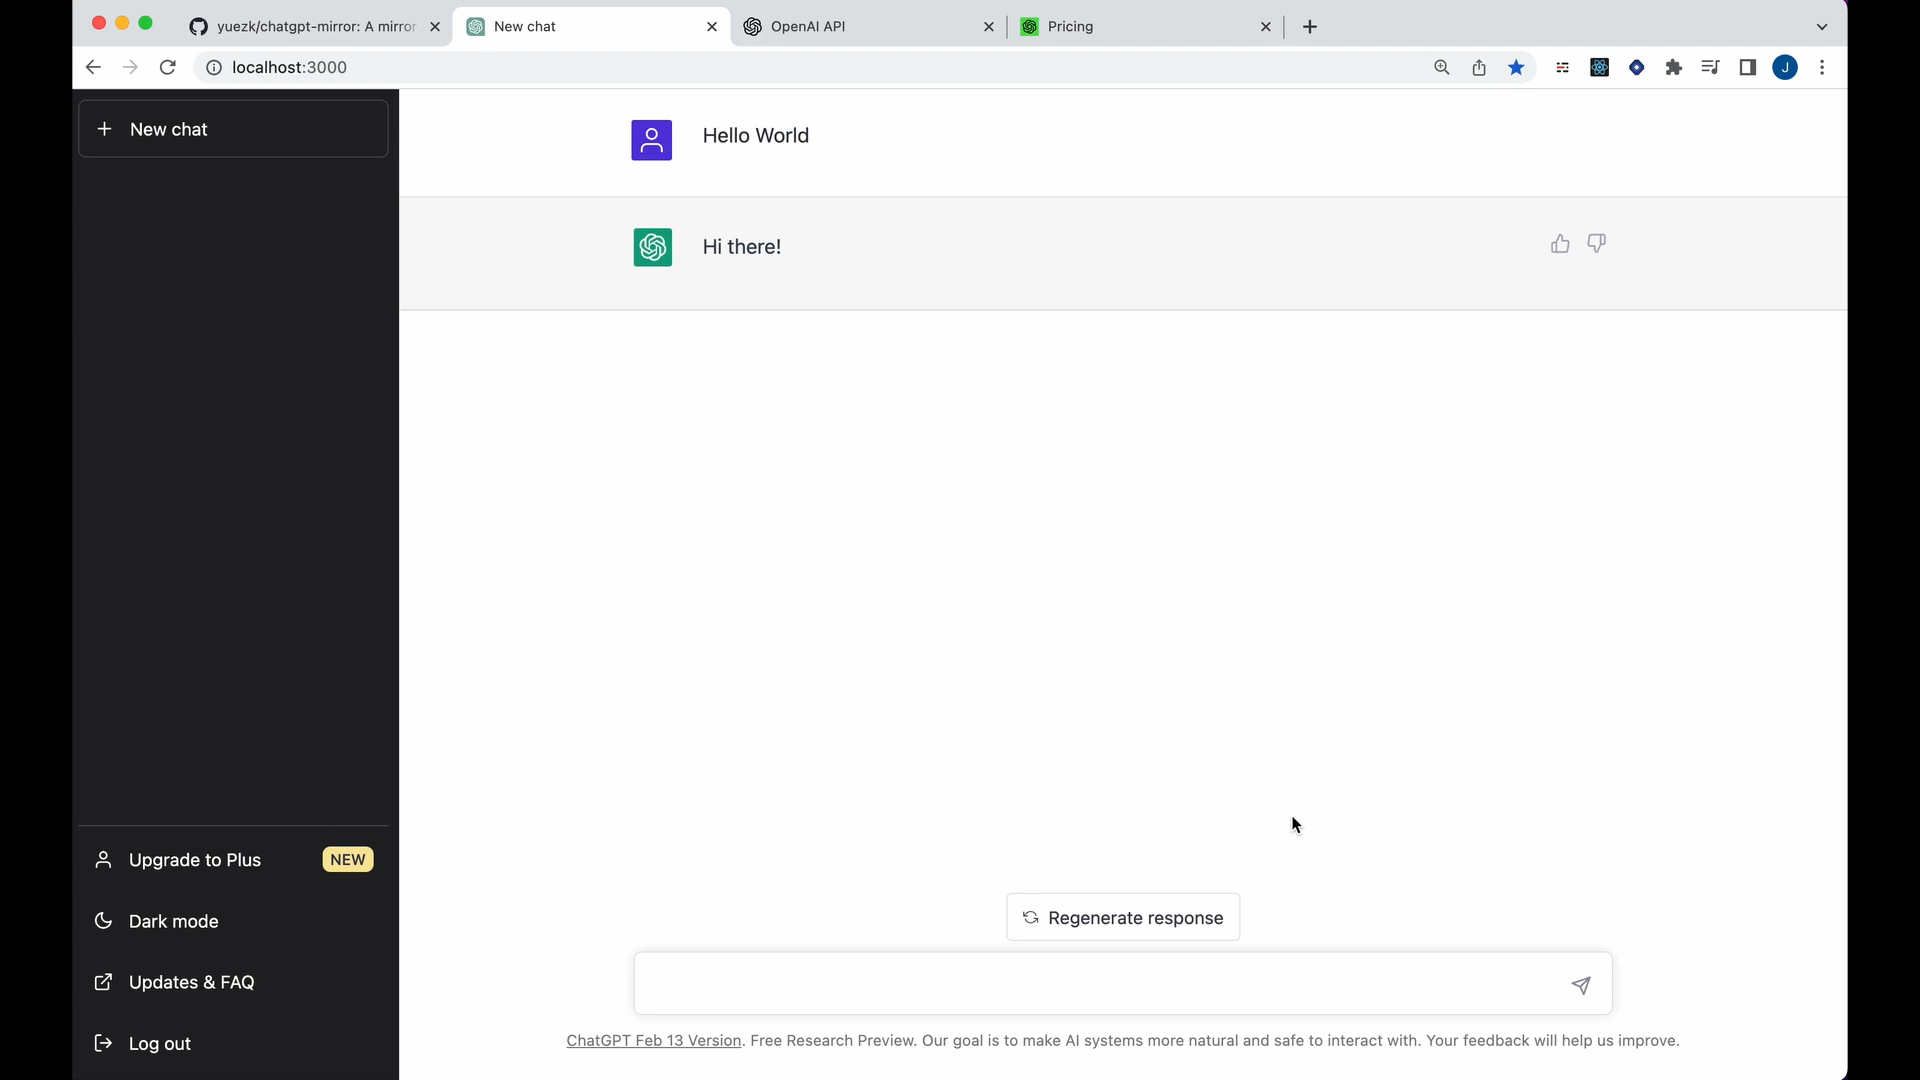 yuezk/chatgpt-mirror: A mirror
New chat
OpenAI API
Pricing
localhost:3000
J
New chat
Hello World
Hi there!
Upgrade to Plus
NEW
Dark mode
Updates & FAQ
Log out
Regenerate response
ChatGPT Feb 13 Version. Free Research Preview. Our goal is to make AI systems more natural and safe to interact with. Your feedback will help us improve.